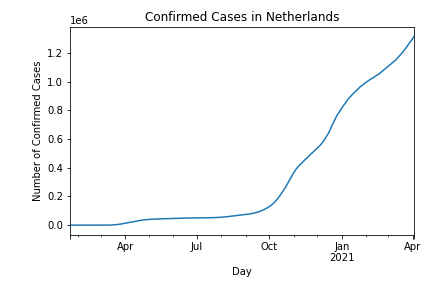 Confirmed Cases in Netherlands
1e6
Number of Confirmed Cases
1.2
1.0
0.8
0.6
0.4
0.2
0.0
Apr
Jul
Oct
Jan
2021
Apr
Day